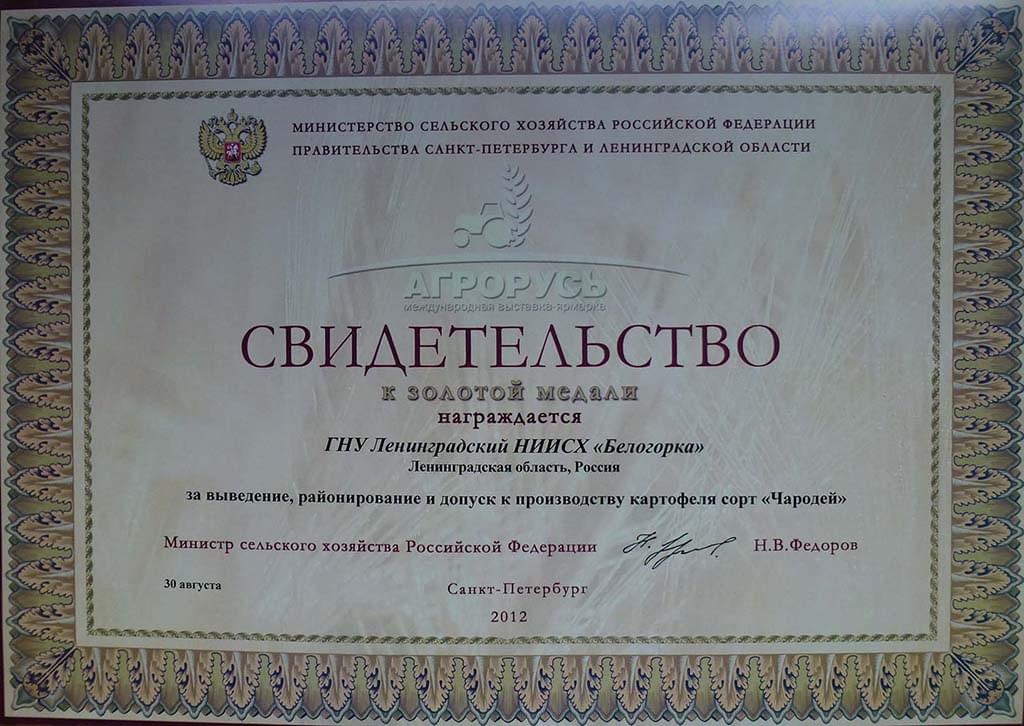 МИНИСТЕРСТВО СЕЛЬСКОГО ХОЗЯЙСТВА РОССИЙСКОЙ ФЕДЕРАЦИИ
ПРАВИТЕЛЬСТВА САНКТ-ПЕТЕРБУРГА И ЛЕНИНГРАДСКОЙ ОБЛАСТИ
АГРОРУСЬ
международная выставка-ярмарка
СВИДЕТЕЛЬСТВО
к золотой медали
награждается
ГНУ Ленинградский НИИСХ «Белогорка»
Ленинградская область, Россия
за выведение, районирование и допуск к производству картофеля сорт «Чародей»
Министр сельского хозяйства Российской Федерации Н.В.Федоров
30 августа
Санкт-Петербург
2012